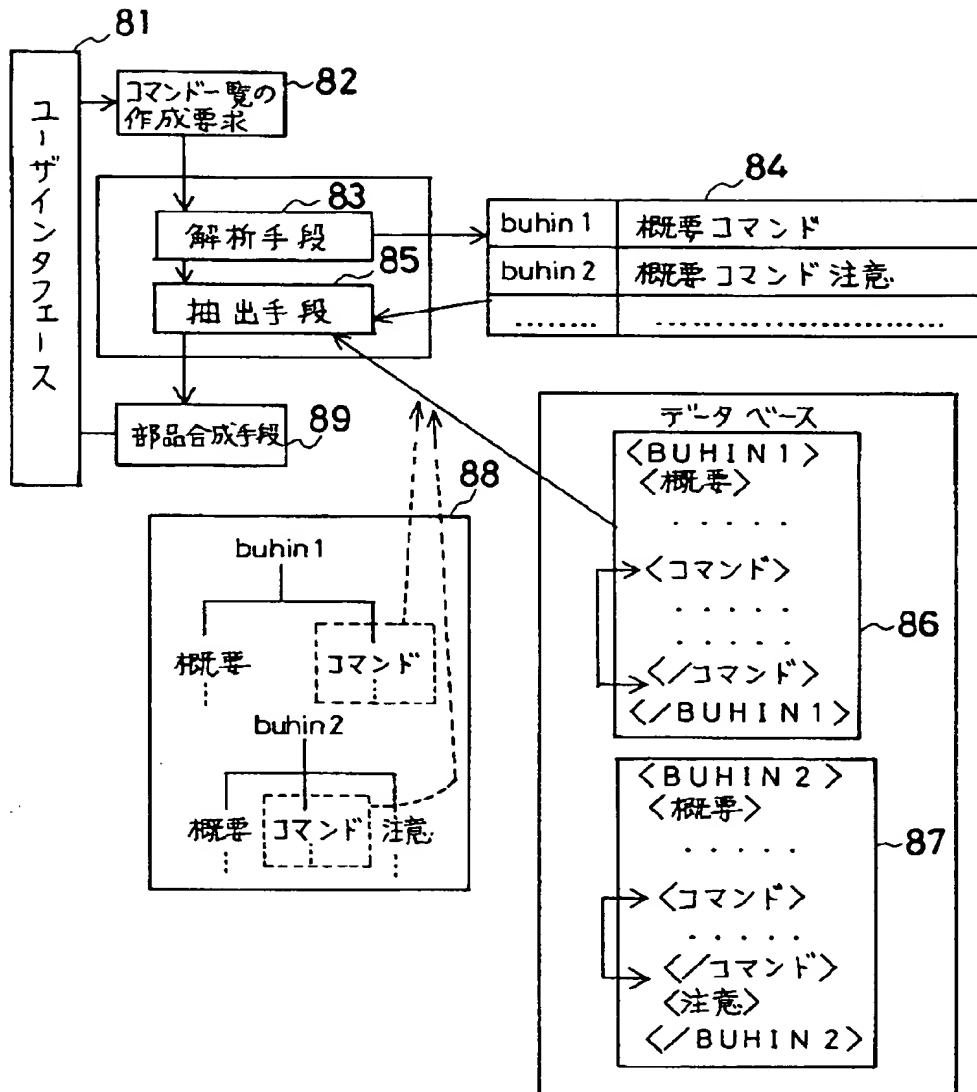 81
ユーザインタフェース
82
コマンド一覧の
作成要求
83
解析手段
85
抽出手段
89
部品合成手段
84
buhin1 概要 コマンド
buhin2 概要 コマンド 注意
........ ........................
88
buhin1
概要 コマンド
buhin2
概要 コマンド 注意
データベース
<BUHIN1>
<概要>
. . . . .
<コマンド>
. . . . .
. . . . .
</コマンド>
</BUHIN1>
86
<BUHIN2>
<概要>
. . . . .
<コマンド>
. . . . .
</コマンド>
<注意>
</BUHIN2>
87